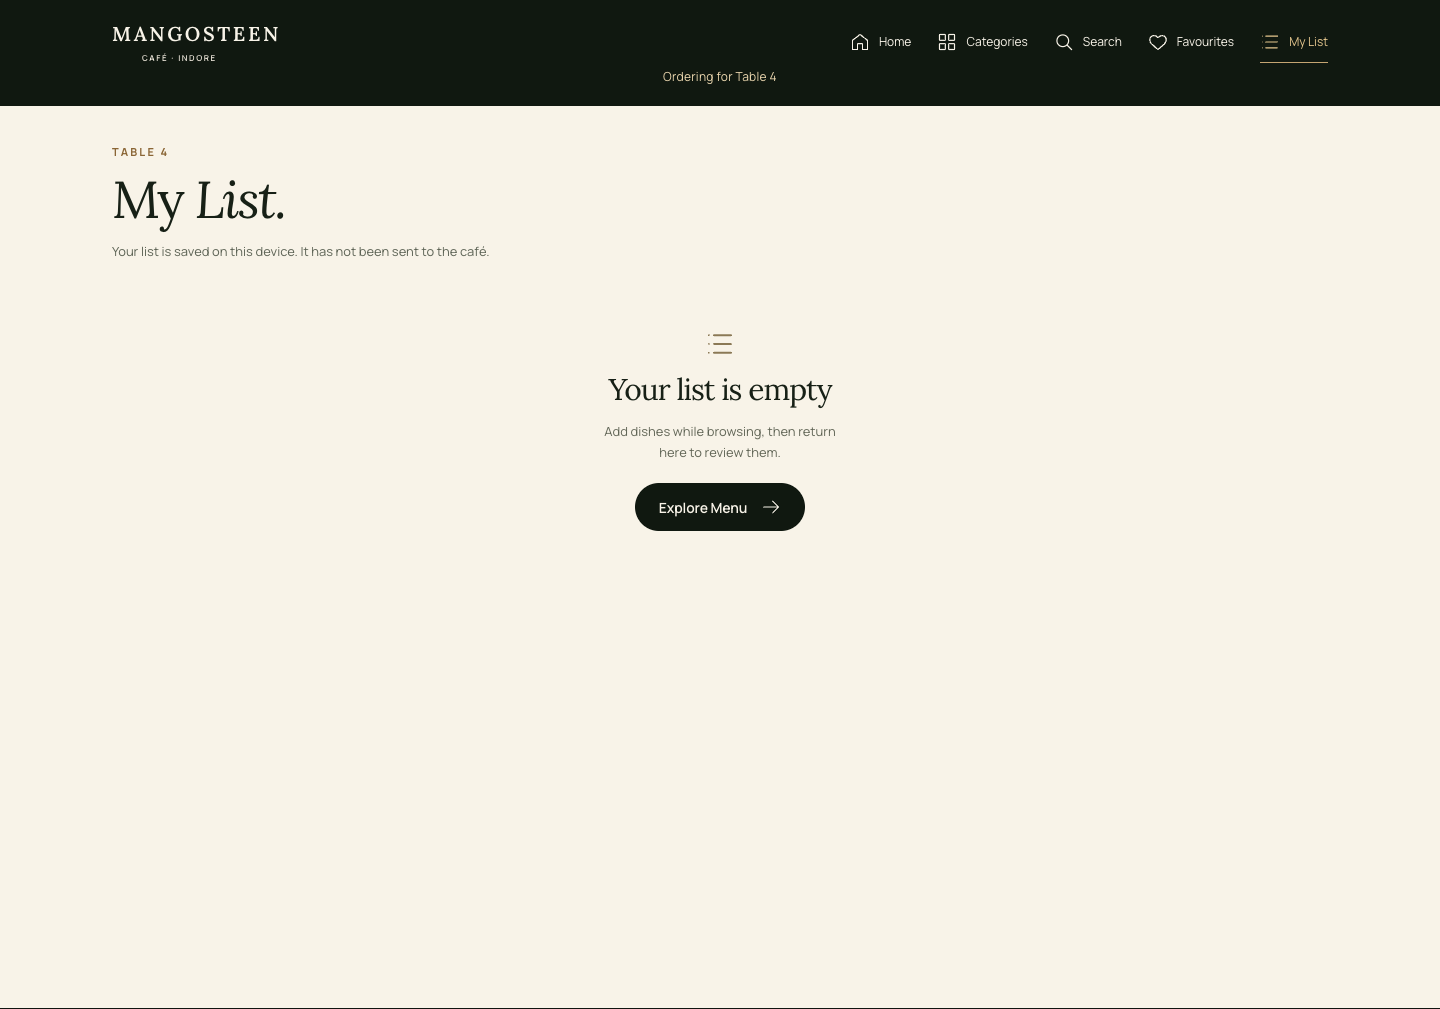 MANGOSTEEN
CAFÉ · INDORE
Home
Categories
Search
Favourites
My List
Ordering for Table 4
TABLE 4
My List.
Your list is saved on this device. It has not been sent to the café.
Your list is empty
Add dishes while browsing, then return
here to review them.
Explore Menu